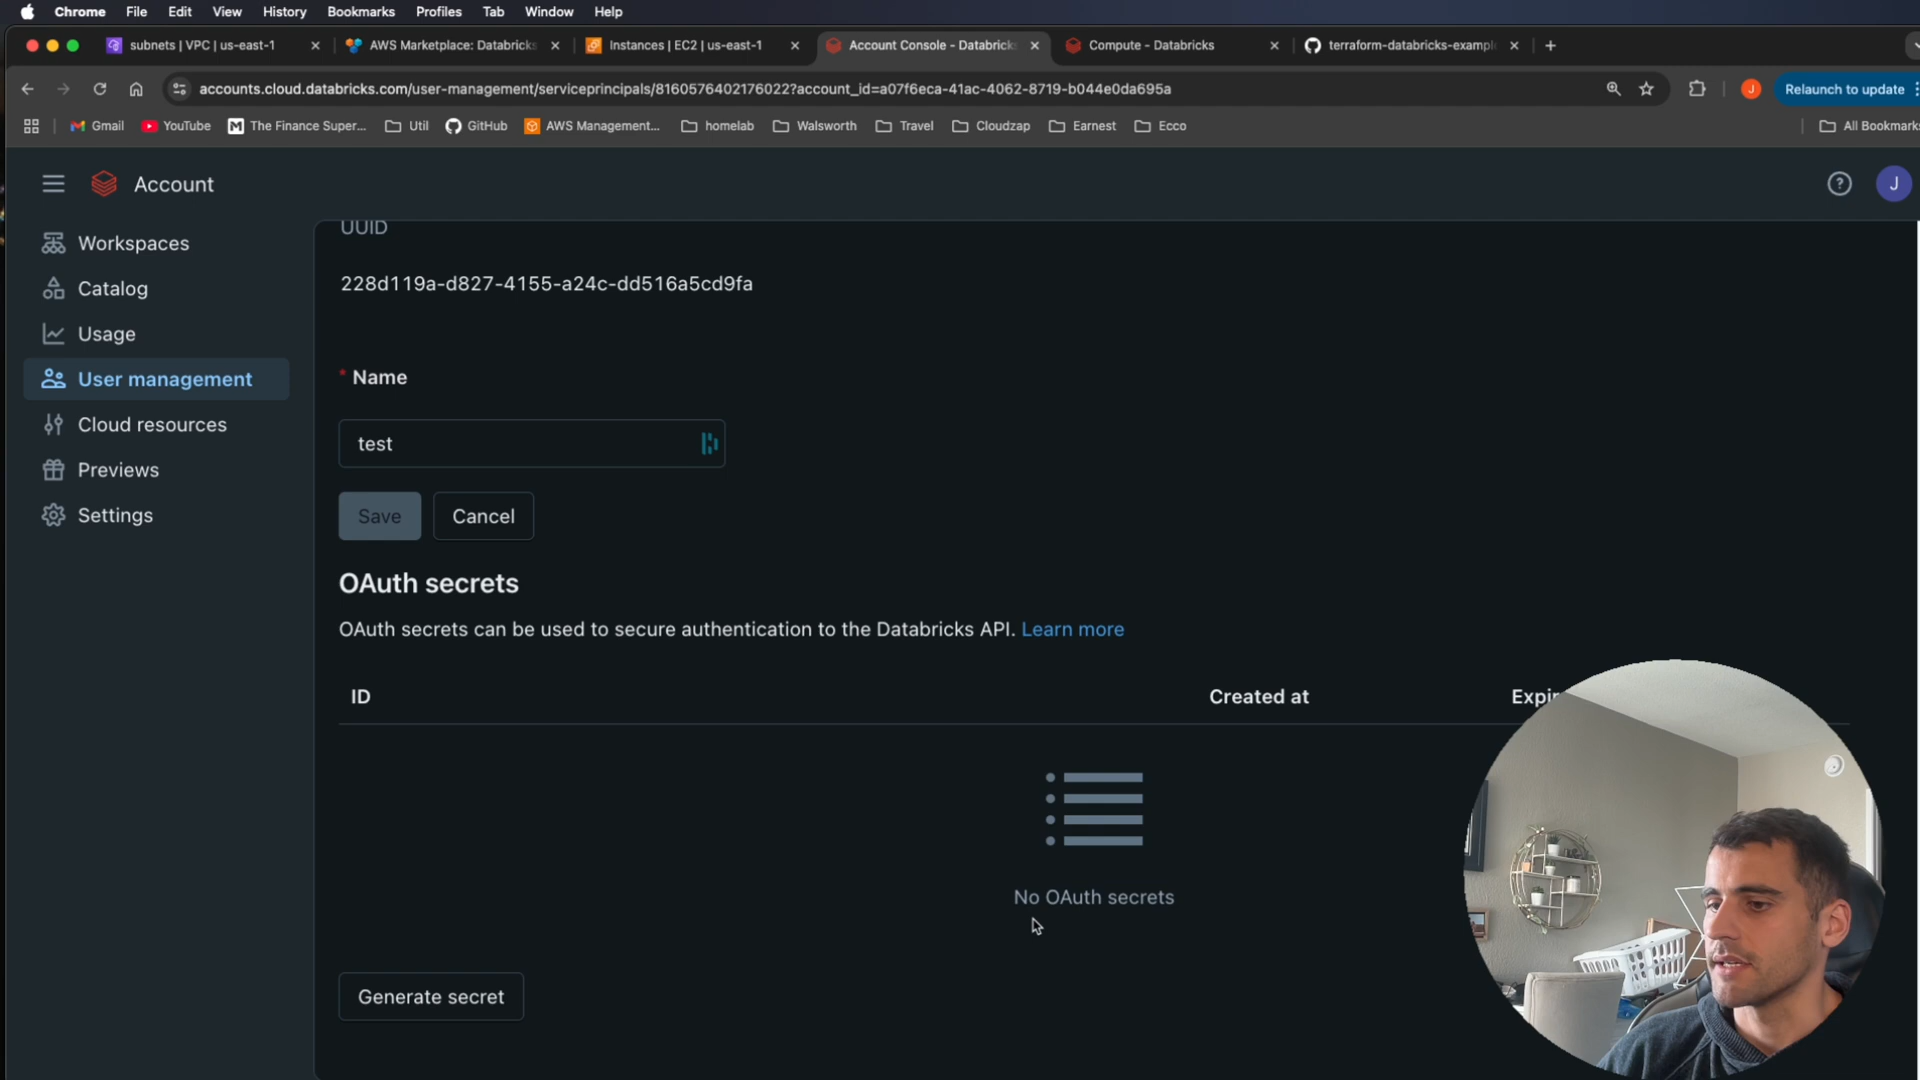 Chrome File Edit View History Bookmarks Profiles Tab Window Help
subnets | VPC | us-east-1
AWS Marketplace: Databricks
Instances | EC2 | us-east-1
Account Console - Databricks
Compute - Databricks
terraform-databricks-exampl
accounts.cloud.databricks.com/user-management/serviceprincipals/8160576402176022?account_id=a07f6eca-41ac-4062-8719-b044e0da695a
J
Relaunch to update
Gmail YouTube The Finance Super... Util GitHub AWS Management... homelab Walsworth Travel Cloudzap Earnest Ecco All Bookmarks
Account
J
Workspaces
Catalog
Usage
User management
Cloud resources
Previews
Settings
UUID
228d119a-d827-4155-a24c-dd516a5cd9fa
* Name
test
Save Cancel
OAuth secrets
OAuth secrets can be used to secure authentication to the Databricks API. Learn more
ID Created at Expir
No OAuth secrets
Generate secret